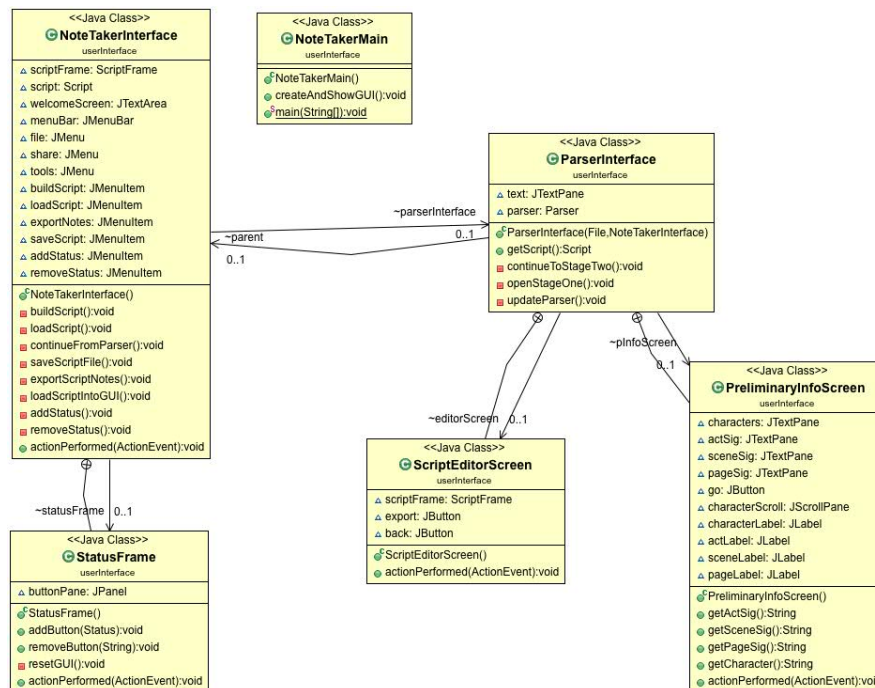 <<Java Class>>
NoteTakerInterface
userInterface
scriptFrame: ScriptFrame
script: Script
welcomeScreen: JTextArea
menuBar: JMenuBar
file: JMenu
share: JMenu
tools: JMenu
buildScript: JMenuItem
loadScript: JMenuItem
exportNotes: JMenuItem
saveScript: JMenuItem
addStatus: JMenuItem
removeStatus: JMenuItem
NoteTakerInterface()
buildScript():void
loadScript():void
continueFromParser():void
saveScriptFile():void
exportScriptNotes():void
loadScriptIntoGUI():void
addStatus():void
removeStatus():void
actionPerformed(ActionEvent):void
<<Java Class>>
NoteTakerMain
userInterface
NoteTakerMain()
createAndShowGUI():void
main(String[]):void
<<Java Class>>
ParserInterface
userInterface
text: JTextPane
parser: Parser
ParserInterface(File,NoteTakerInterface)
getScript():Script
continueToStageTwo():void
openStageOne():void
updateParser():void
~parserInterface
0..1
~parent
0..1
~statusFrame
0..1
<<Java Class>>
StatusFrame
userInterface
buttonPane: JPanel
StatusFrame()
addButton(Status):void
removeButton(String):void
resetGUI():void
actionPerformed(ActionEvent):void
~editorScreen
0..1
<<Java Class>>
ScriptEditorScreen
userInterface
scriptFrame: ScriptFrame
export: JButton
back: JButton
ScriptEditorScreen()
actionPerformed(ActionEvent):void
~pInfoScreen
0..1
<<Java Class>>
PreliminaryInfoScreen
userInterface
characters: JTextPane
actSig: JTextPane
sceneSig: JTextPane
pageSig: JTextPane
go: JButton
characterScroll: JScrollPane
characterLabel: JLabel
actLabel: JLabel
sceneLabel: JLabel
pageLabel: JLabel
PreliminaryInfoScreen()
getActSig():String
getSceneSig():String
getPageSig():String
getCharacter():String
actionPerformed(ActionEvent):void